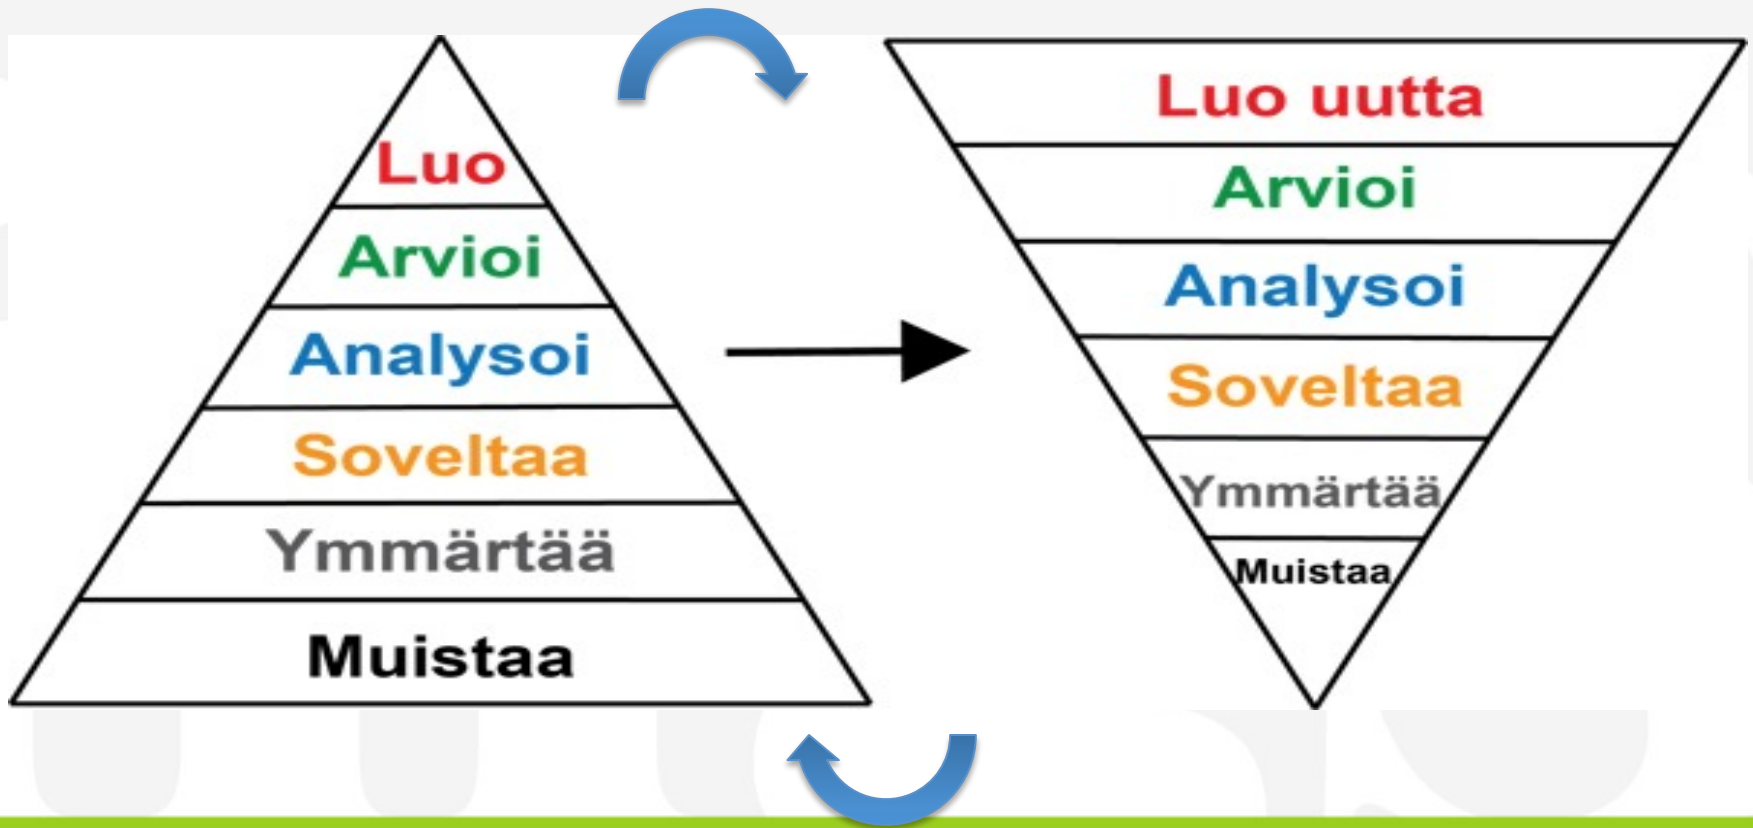 Luo
Arvioi
Analysoi
Soveltaa
Ymmärtää
Muistaa
Luo uutta
Arvioi
Analysoi
Soveltaa
Ymmärtää
Muistaa